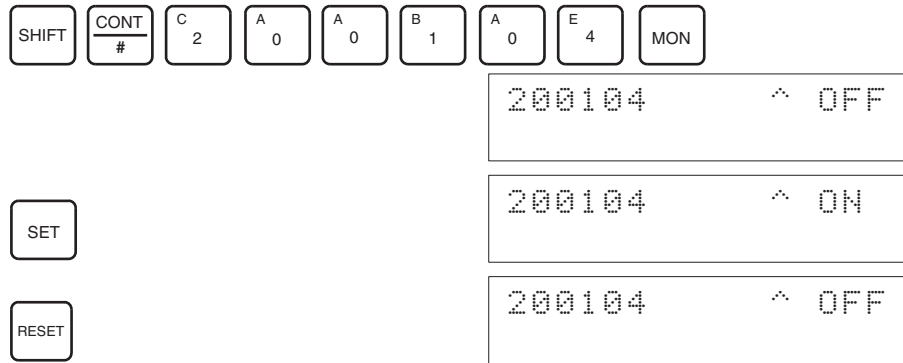 SHIFT CONT # C 2 A 0 A 0 B 1 A 0 E 4 MON
200104 ^ OFF
200104 ^ ON
SET
200104 ^ OFF
RESET